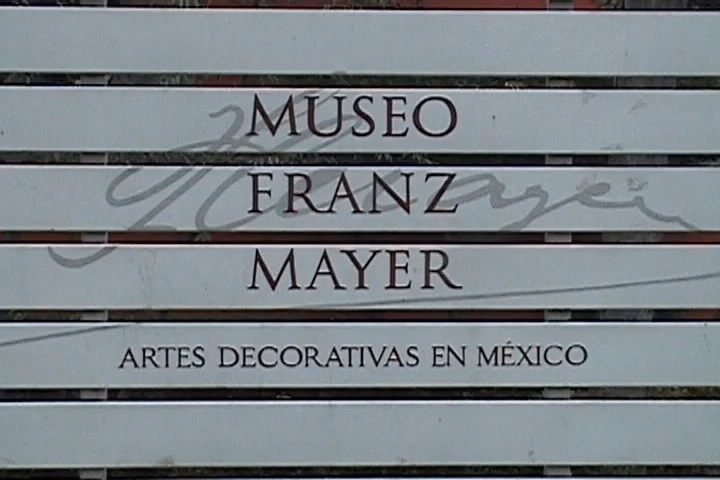 MUSEO
FRANZ
MAYER
ARTES DECORATIVAS EN MÉXICO